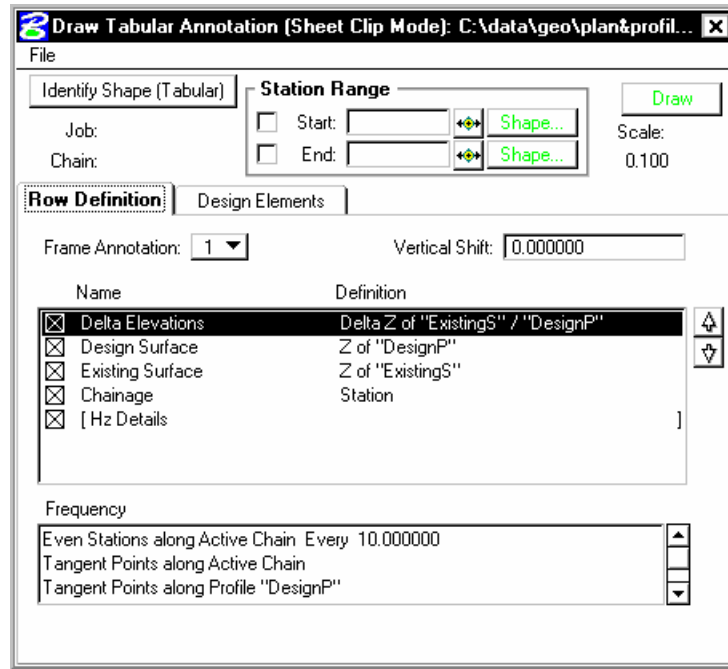 Draw Tabular Annotation (Sheet Clip Mode): C:\data\geo\plan&profil...
File
Identify Shape (Tabular)
Station Range
Draw
Job:
Start:
Shape...
Scale:
Chain:
End:
Shape...
0.100
Row Definition Design Elements
Frame Annotation: 1 Vertical Shift: 0.000000
Name Definition
Delta Elevations Delta Z of "ExistingS" / "DesignP"
Design Surface Z of "DesignP"
Existing Surface Z of "ExistingS"
Chainage Station
[ Hz Details ]
Frequency
Even Stations along Active Chain Every 10.000000
Tangent Points along Active Chain
Tangent Points along Profile "DesignP"